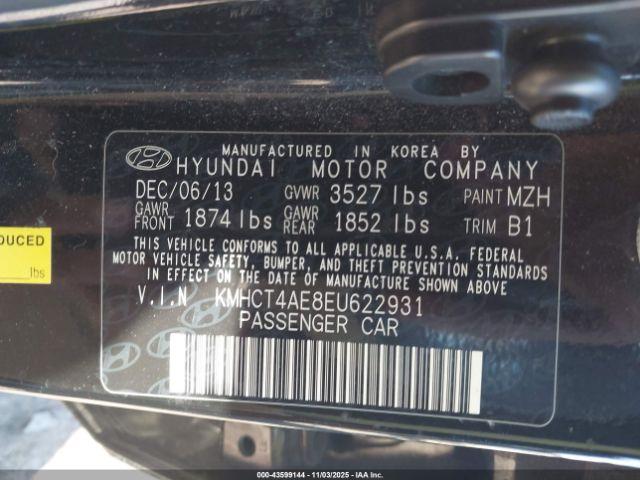 MANUFACTURED IN KOREA BY
HYUNDAI MOTOR COMPANY
DEC/06/13 GVWR 3527 lbs PAINT MZH
GAWR FRONT 1874 lbs GAWR REAR 1852 lbs TRIM B1
THIS VEHICLE CONFORMS TO ALL APPLICABLE U.S.A. FEDERAL
MOTOR VEHICLE SAFETY, BUMPER, AND THEFT PREVENTION STANDARDS
IN EFFECT ON THE DATE OF MANUFACTURE SHOWN ABOVE
V.I.N KMHCT4AE8EU622931
PASSENGER CAR
DUCED
lbs
000-43599144 - 11/03/2025 - IAA Inc.